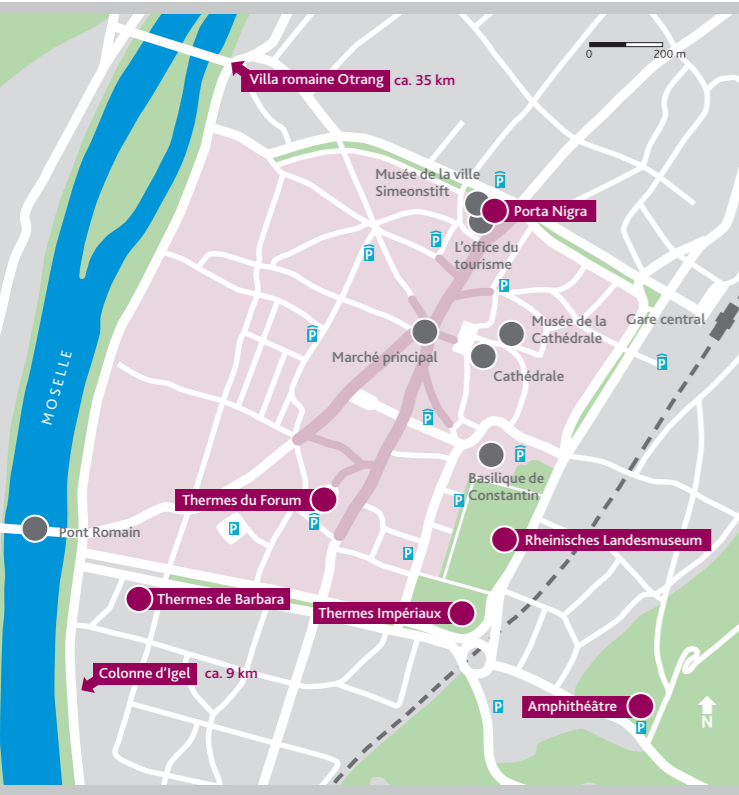 0 200 m
Villa romaine Otrang ca. 35 km
Musée de la ville
Simeonstift
P
Porta Nigra
P
L'office du
tourisme
P
P
Gare central
Musée de la
Cathédrale
P
Marché principal
P
Cathédrale
MOSELLE
P
P
Basilique de
Constantin
Thermes du Forum
P
P
P
Pont Romain
Rheinisches Landesmuseum
P
Thermes de Barbara
Thermes Impériaux
Colonne d'Igel ca. 9 km
P
Amphithéâtre
N
P